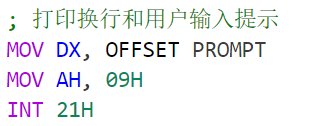 ; 打印换行和用户输入提示
MOV DX, OFFSET PROMPT
MOV AH, 09H
INT 21H